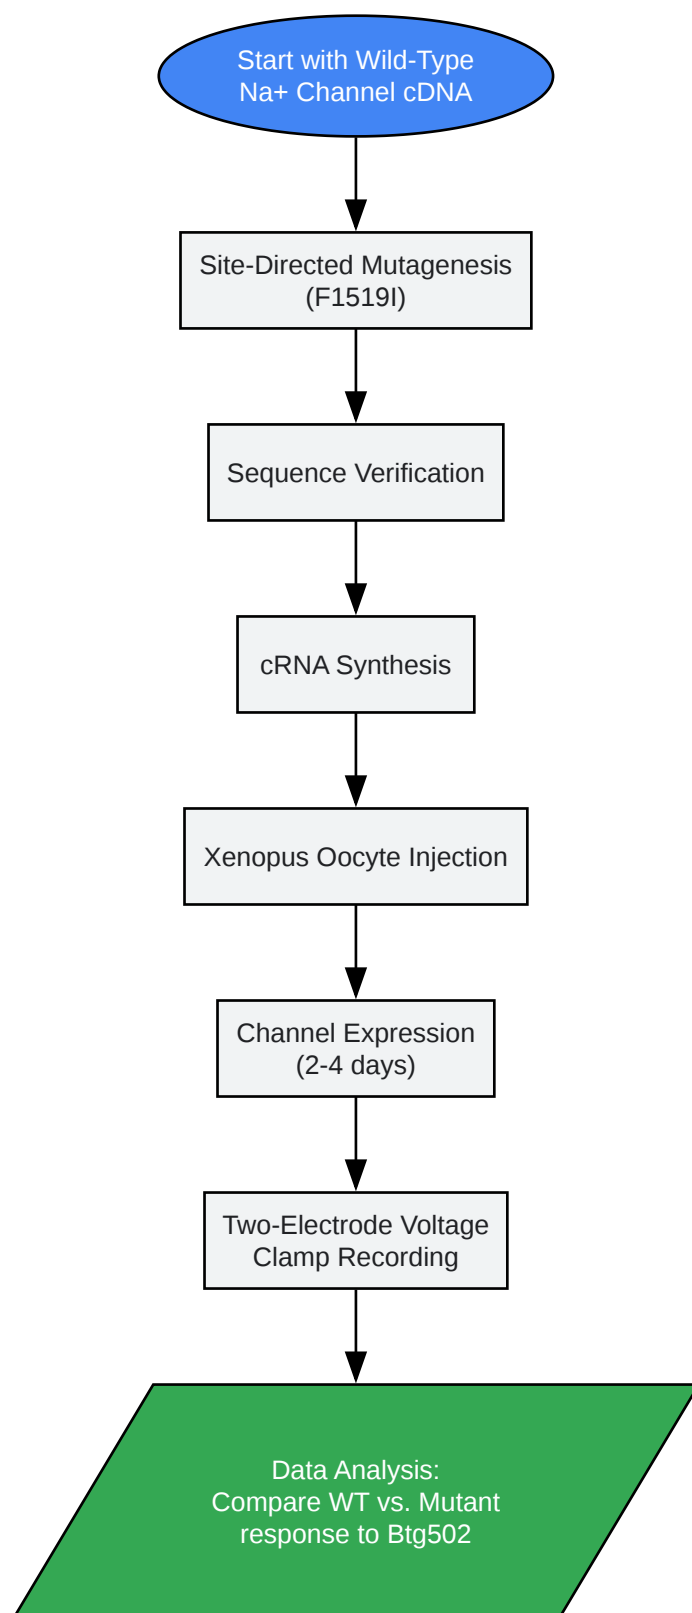 Start with Wild-Type
Na+ Channel cDNA
Site-Directed Mutagenesis
(F1519I)
Sequence Verification
cRNA Synthesis
Xenopus Oocyte Injection
Channel Expression
(2-4 days)
Two-Electrode Voltage
Clamp Recording
Data Analysis:
Compare WT vs. Mutant
response to Btg502